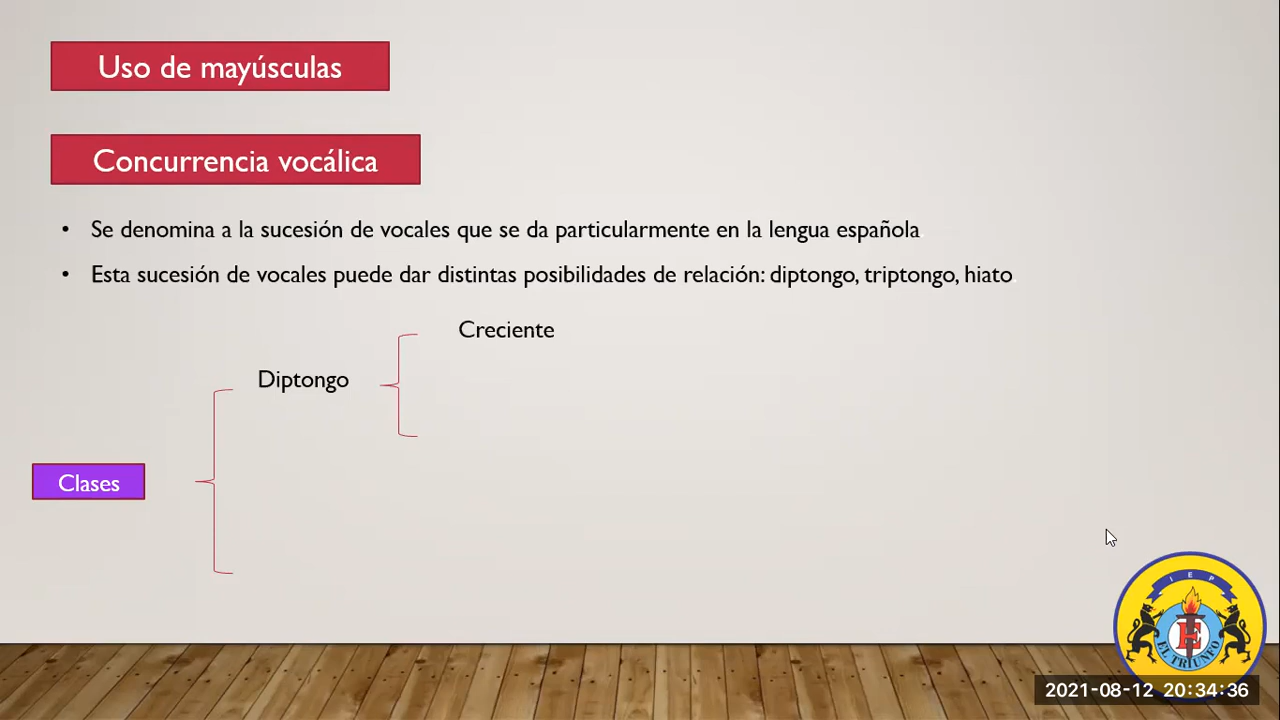 Uso de mayúsculas
Concurrencia vocálica
• Se denomina a la sucesión de vocales que se da particularmente en la lengua española
• Esta sucesión de vocales puede dar distintas posibilidades de relación: diptongo, triptongo, hiato
Creciente
Diptongo
Clases
I E P
E
EL TRIUNFO
2021-08-12 20:34:36